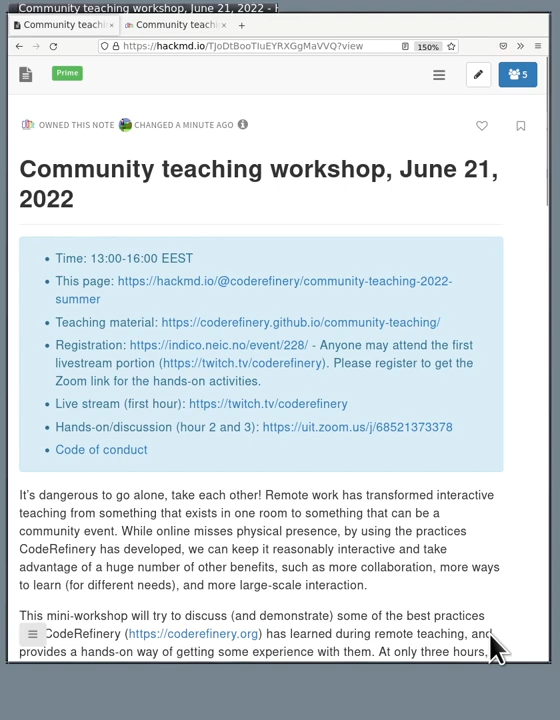 Community teaching workshop, June 21, 2022 -
Community teachi × Community teachi ×
https://hackmd.io/TJoDtBooTIuEYRXGgMaVVQ?view 150%
Prime 5
OWNED THIS NOTE CHANGED A MINUTE AGO
Community teaching workshop, June 21,
2022
• Time: 13:00-16:00 EEST
• This page: https://hackmd.io/@coderefinery/community-teaching-2022-
summer
• Teaching material: https://coderefinery.github.io/community-teaching/
• Registration: https://indico.neic.no/event/228/ - Anyone may attend the first
livestream portion (https://twitch.tv/coderefinery). Please register to get the
Zoom link for the hands-on activities.
• Live stream (first hour): https://twitch.tv/coderefinery
• Hands-on/discussion (hour 2 and 3): https://uit.zoom.us/j/68521373378
• Code of conduct
It’s dangerous to go alone, take each other! Remote work has transformed interactive
teaching from something that exists in one room to something that can be a
community event. While online misses physical presence, by using the practices
CodeRefinery has developed, we can keep it reasonably interactive and take
advantage of a huge number of other benefits, such as more collaboration, more ways
to learn (for different needs), and more large-scale interaction.
This mini-workshop will try to discuss (and demonstrate) some of the best practices
CodeRefinery (https://coderefinery.org) has learned during remote teaching, and
provides a hands-on way of getting some experience with them. At only three hours,